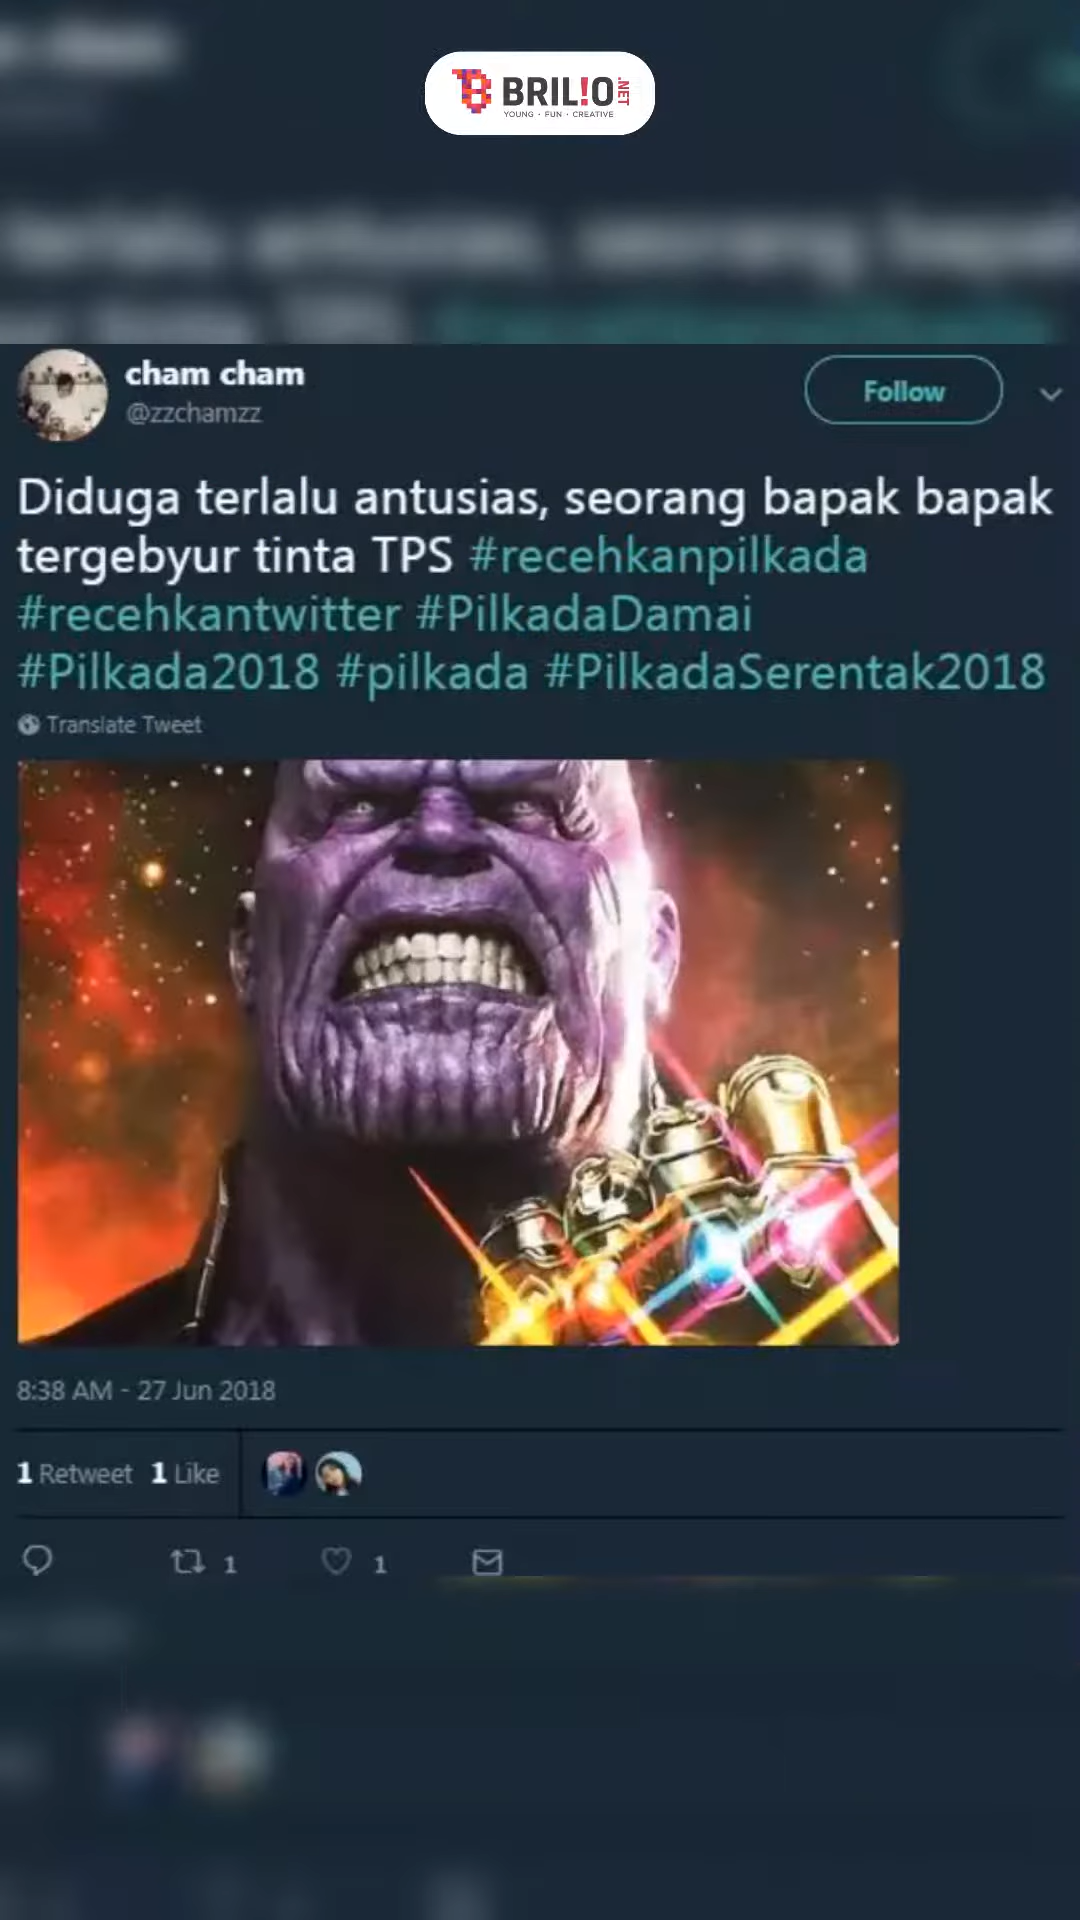 BRIL!O.NET
YOUNG · FUN · CREATIVE
cham cham
@zzchamzz
Follow
Diduga terlalu antusias, seorang bapak bapak
tergebyur tinta TPS #recehkanpilkada
#recehkantwitter #PilkadaDamai
#Pilkada2018 #pilkada #PilkadaSerentak2018
Translate Tweet
8:38 AM - 27 Jun 2018
1 Retweet 1 Like
1 1